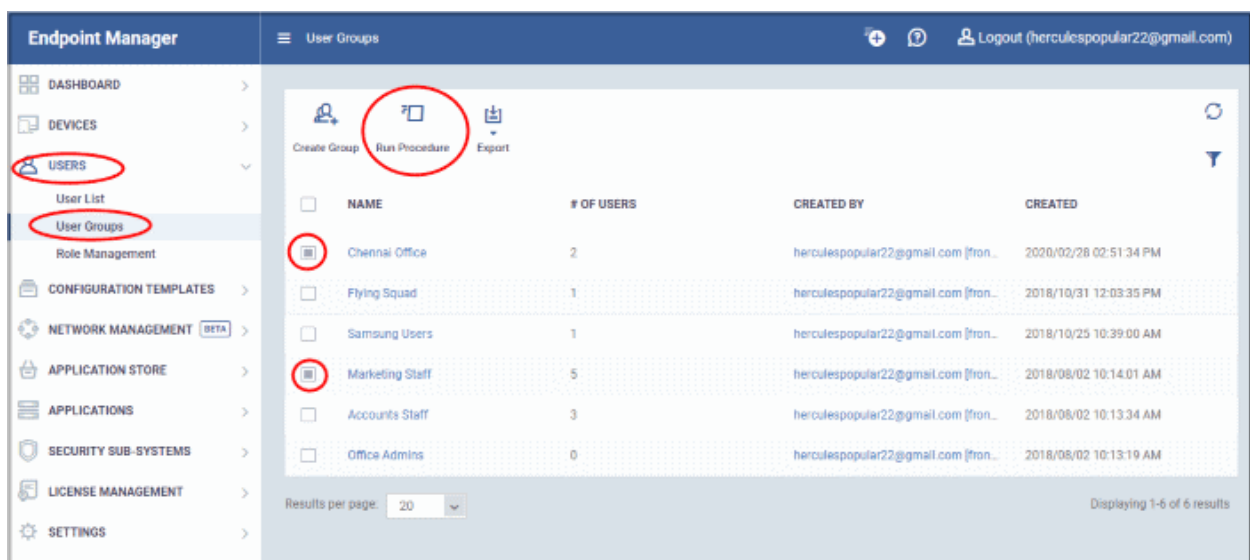 Endpoint Manager
User Groups
Logout (herculespopular22@gmail.com)
DASHBOARD
DEVICES
USERS
User List
User Groups
Role Management
CONFIGURATION TEMPLATES
NETWORK MANAGEMENT BETA
APPLICATION STORE
APPLICATIONS
SECURITY SUB-SYSTEMS
LICENSE MANAGEMENT
SETTINGS
Create Group Run Procedure Export
NAME # OF USERS CREATED BY CREATED
Chennai Office 2 herculespopular22@gmail.com [fron... 2020/02/28 02:51:34 PM
Flying Squad 1 herculespopular22@gmail.com [fron... 2018/10/31 12:03:35 PM
Samsung Users 1 herculespopular22@gmail.com [fron... 2018/10/25 10:39:00 AM
Marketing Staff 5 herculespopular22@gmail.com [fron... 2018/08/02 10:14:01 AM
Accounts Staff 3 herculespopular22@gmail.com [fron... 2018/08/02 10:13:34 AM
Office Admins 0 herculespopular22@gmail.com [fron... 2018/08/02 10:13:19 AM
Results per page: 20 Displaying 1-6 of 6 results